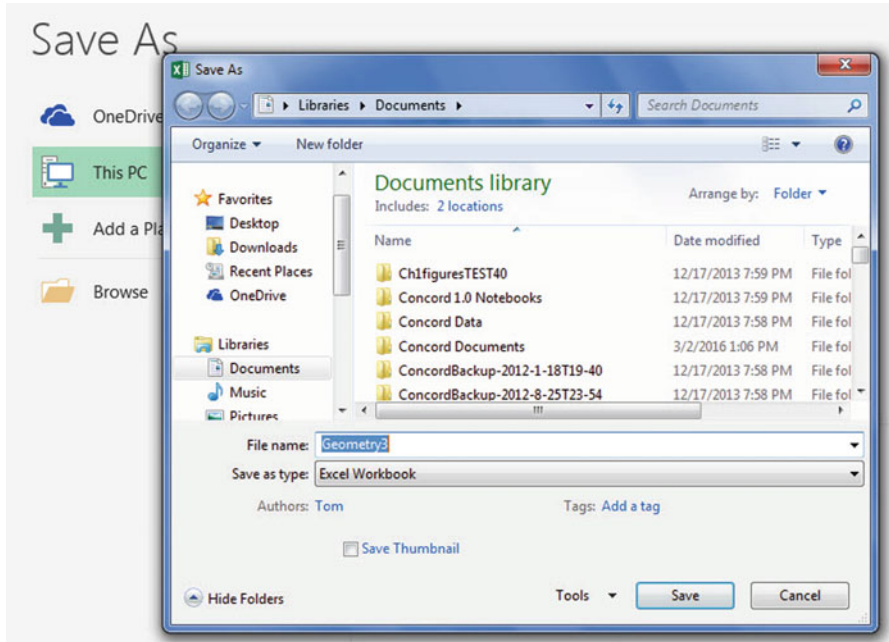 Save As
OneDrive
This PC
Add a Pla
Browse
Save As
Libraries Documents
Search Documents
Organize New folder
Favorites
Desktop
Downloads
Recent Places
OneDrive
Libraries
Documents
Music
Pictures
Documents library
Includes: 2 locations
Arrange by: Folder
Name Date modified Type
Ch1figuresTEST40 12/17/2013 7:59 PM File fol
Concord 1.0 Notebooks 12/17/2013 7:59 PM File fol
Concord Data 12/17/2013 7:58 PM File fol
Concord Documents 3/2/2016 1:06 PM File fol
ConcordBackup-2012-1-18T19-40 12/17/2013 7:58 PM File fol
ConcordBackup-2012-8-25T23-54 12/17/2013 7:58 PM File fol
File name: Geometry3
Save as type: Excel Workbook
Authors: Tom Tags: Add a tag
Save Thumbnail
Hide Folders Tools Save Cancel